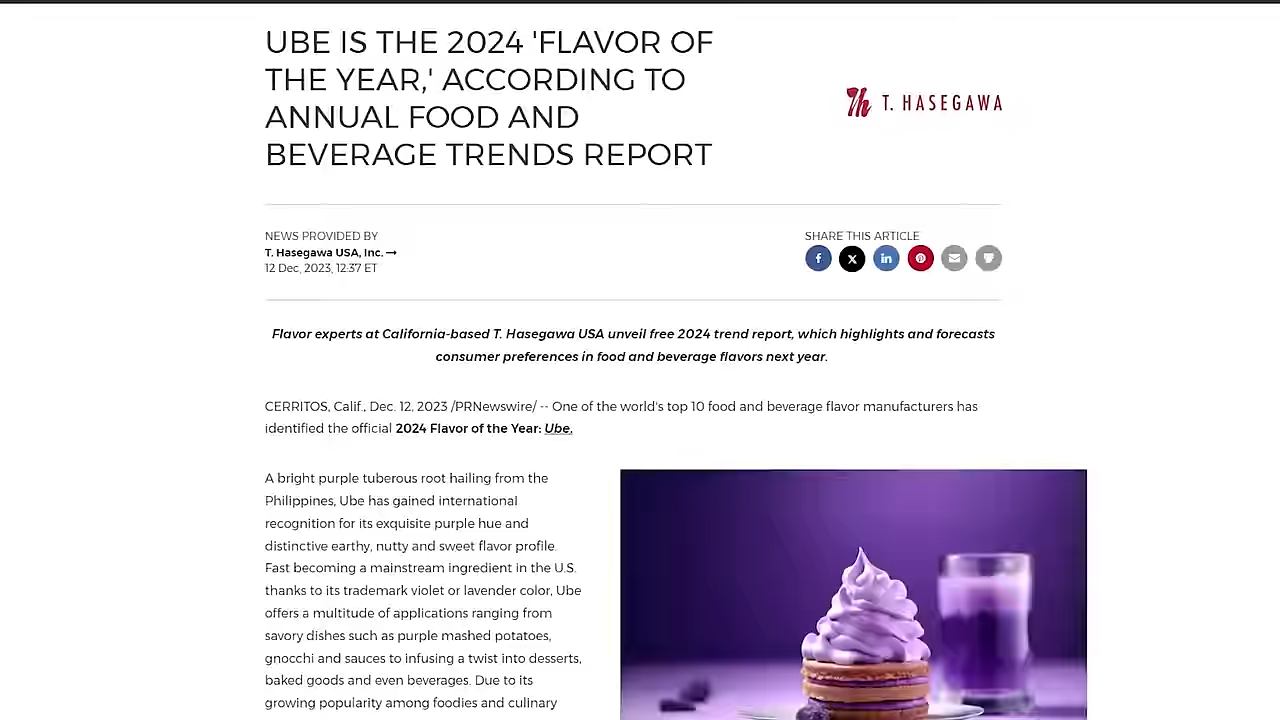 UBE IS THE 2024 'FLAVOR OF
THE YEAR,' ACCORDING TO
ANNUAL FOOD AND
BEVERAGE TRENDS REPORT
T. HASEGAWA
NEWS PROVIDED BY
T. Hasegawa USA, Inc. →
12 Dec, 2023, 12:37 ET
SHARE THIS ARTICLE
Flavor experts at California-based T. Hasegawa USA unveil free 2024 trend report, which highlights and forecasts
consumer preferences in food and beverage flavors next year.
CERRITOS, Calif., Dec. 12, 2023 /PRNewswire/ -- One of the world's top 10 food and beverage flavor manufacturers has
identified the official 2024 Flavor of the Year: Ube.
A bright purple tuberous root hailing from the
Philippines, Ube has gained international
recognition for its exquisite purple hue and
distinctive earthy, nutty and sweet flavor profile.
Fast becoming a mainstream ingredient in the U.S.
thanks to its trademark violet or lavender color, Ube
offers a multitude of applications ranging from
savory dishes such as purple mashed potatoes,
gnocchi and sauces to infusing a twist into desserts,
baked goods and even beverages. Due to its
growing popularity among foodies and culinary